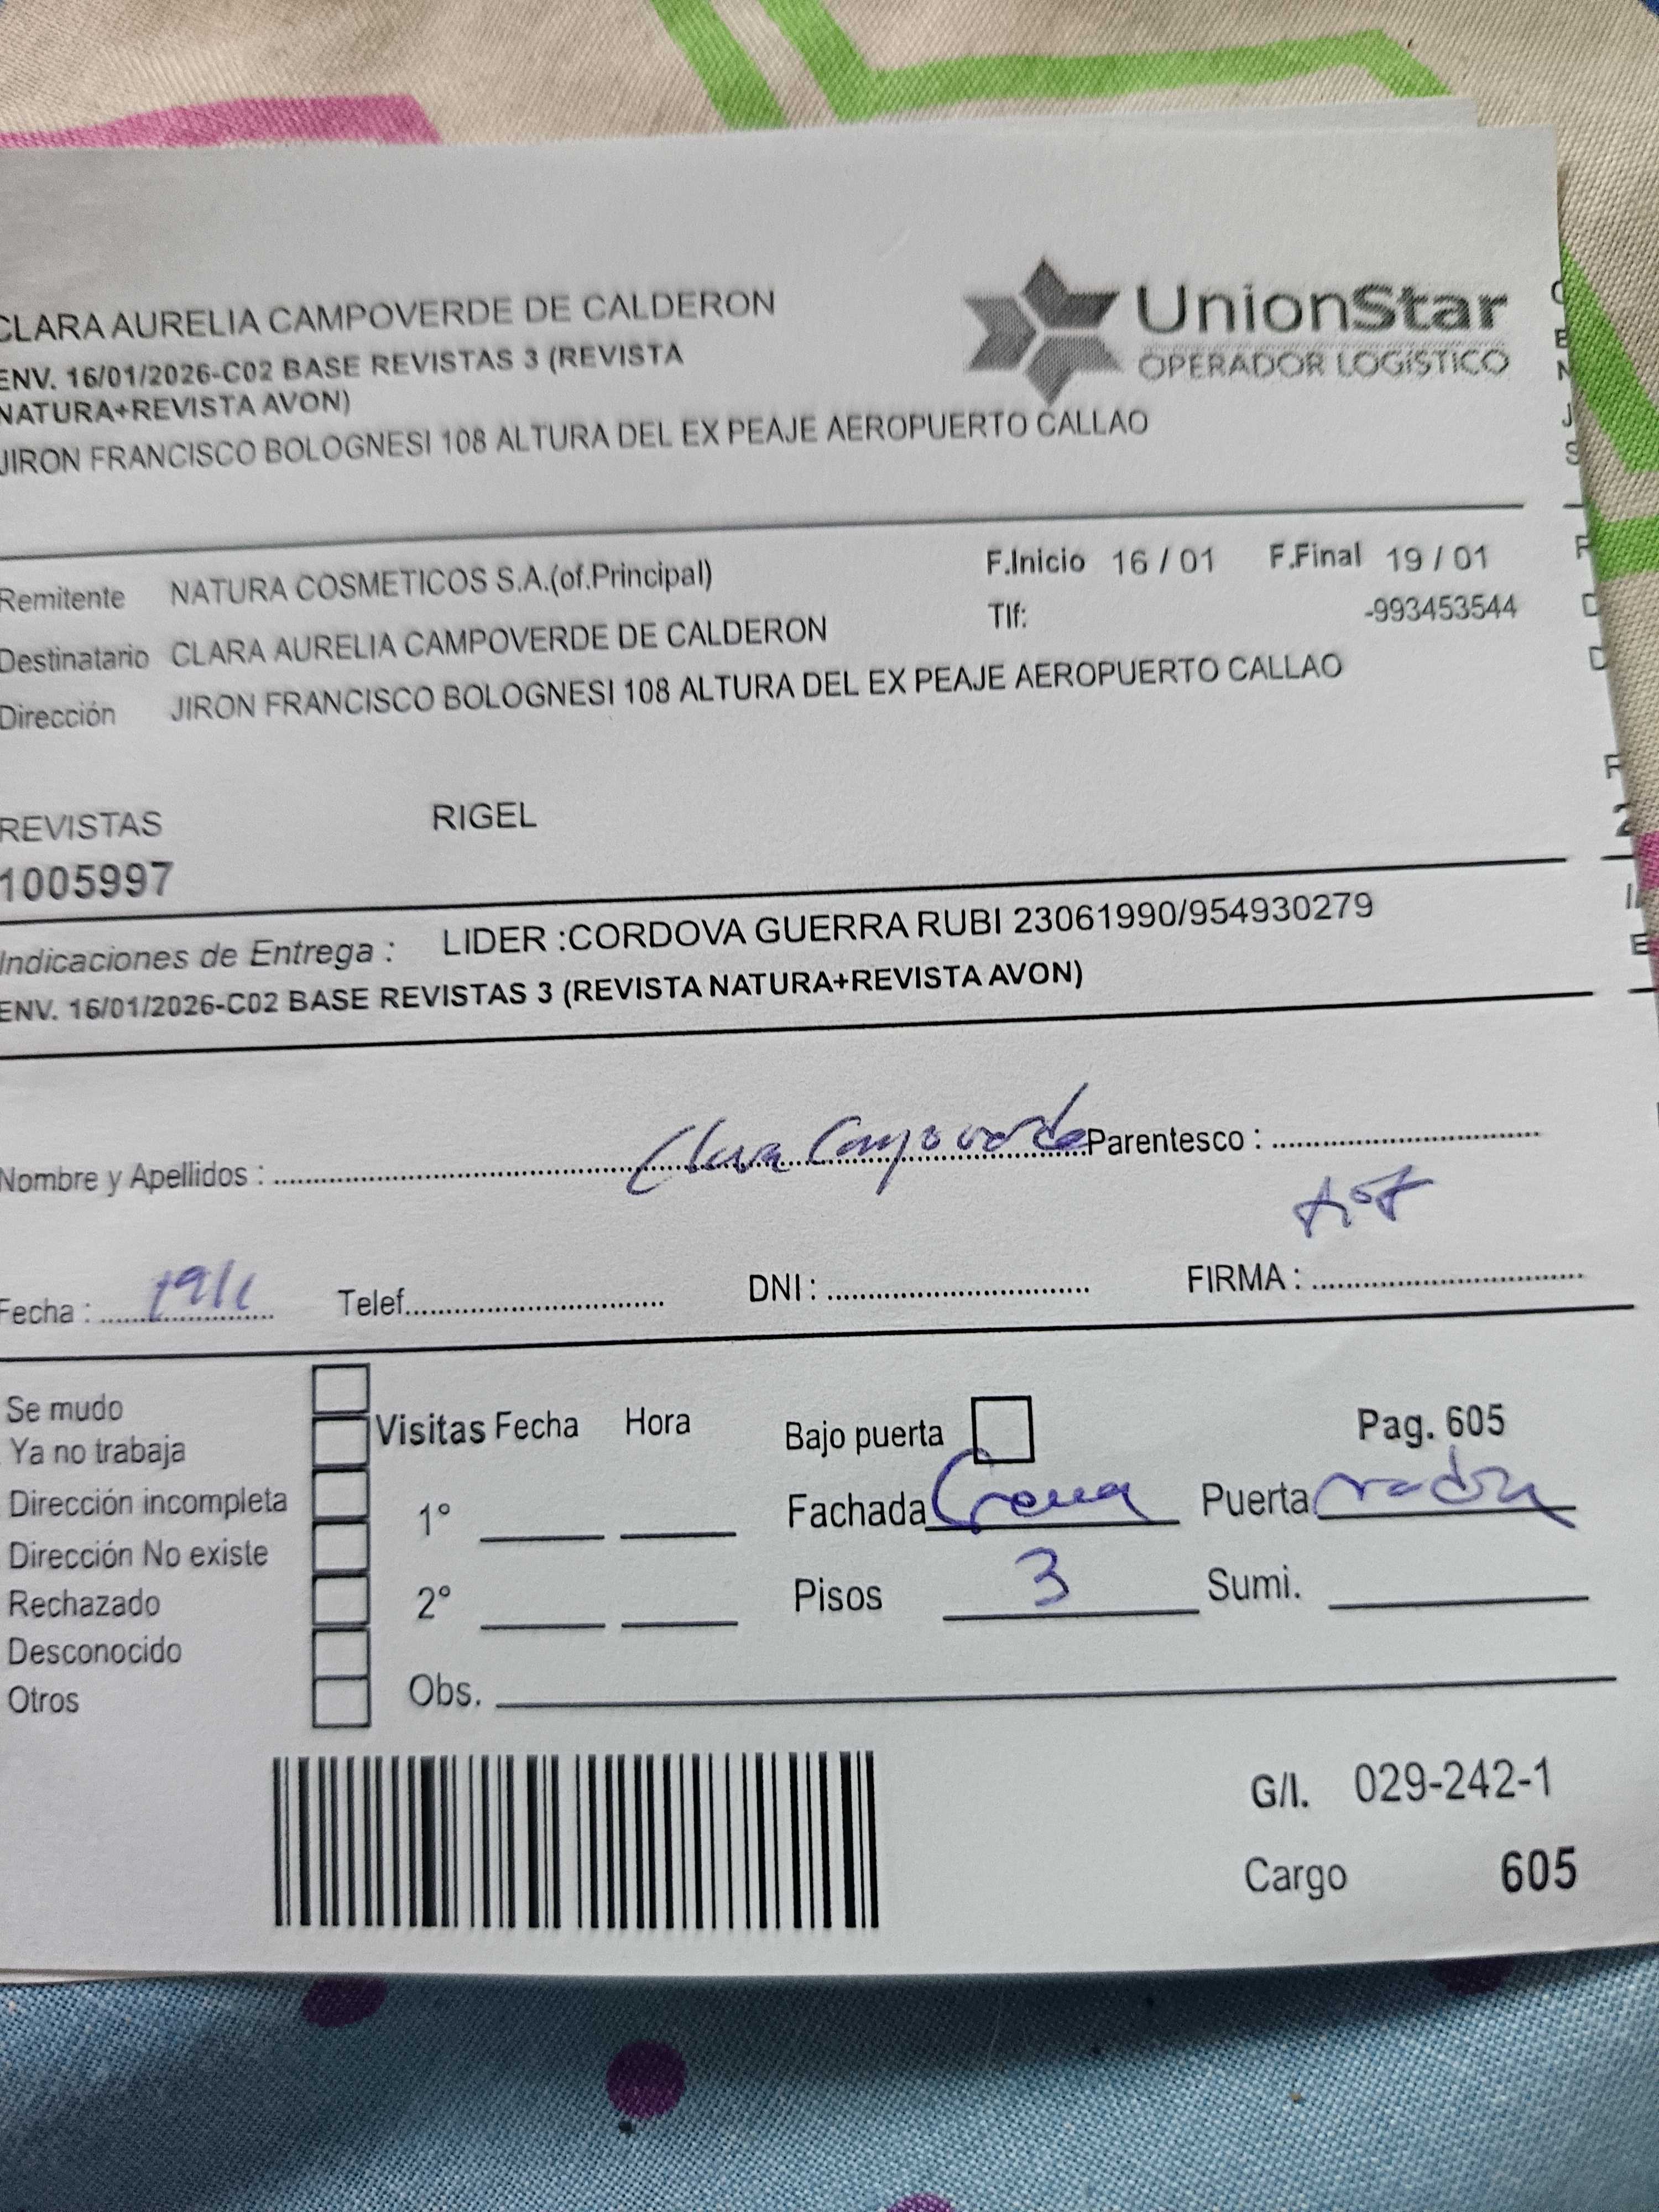 CLARA AURELIA CAMPOVERDE DE CALDERON
UnionStar
OPERADOR LOGISTICO
ENV. 16/01/2026-C02 BASE REVISTAS 3 (REVISTA
NATURA+REVISTA AVON)
JIRON FRANCISCO BOLOGNESI 108 ALTURA DEL EX PEAJE AEROPUERTO CALLAO
Remitente NATURA COSMETICOS S.A.(of.Principal) F.Inicio 16 / 01 F.Final 19 / 01
Destinatario CLARA AURELIA CAMPOVERDE DE CALDERON Tlf: -993453544
Dirección JIRON FRANCISCO BOLOGNESI 108 ALTURA DEL EX PEAJE AEROPUERTO CALLAO
REVISTAS RIGEL
1005997
Indicaciones de Entrega : LIDER :CORDOVA GUERRA RUBI 23061990/954930279
ENV. 16/01/2026-C02 BASE REVISTAS 3 (REVISTA NATURA+REVISTA AVON)
Nombre y Apellidos : Clara Campoverde Parentesco :
Fecha : 19/1 Telef. DNI : FIRMA :
Se mudo
Ya no trabaja
Dirección incompleta
Dirección No existe
Rechazado
Desconocido
Otros
Visitas Fecha Hora
1°
2°
Obs.
Bajo puerta Pag. 605
Fachada Crema Puerta
Pisos 3 Sumi.
G/I. 029-242-1
Cargo 605